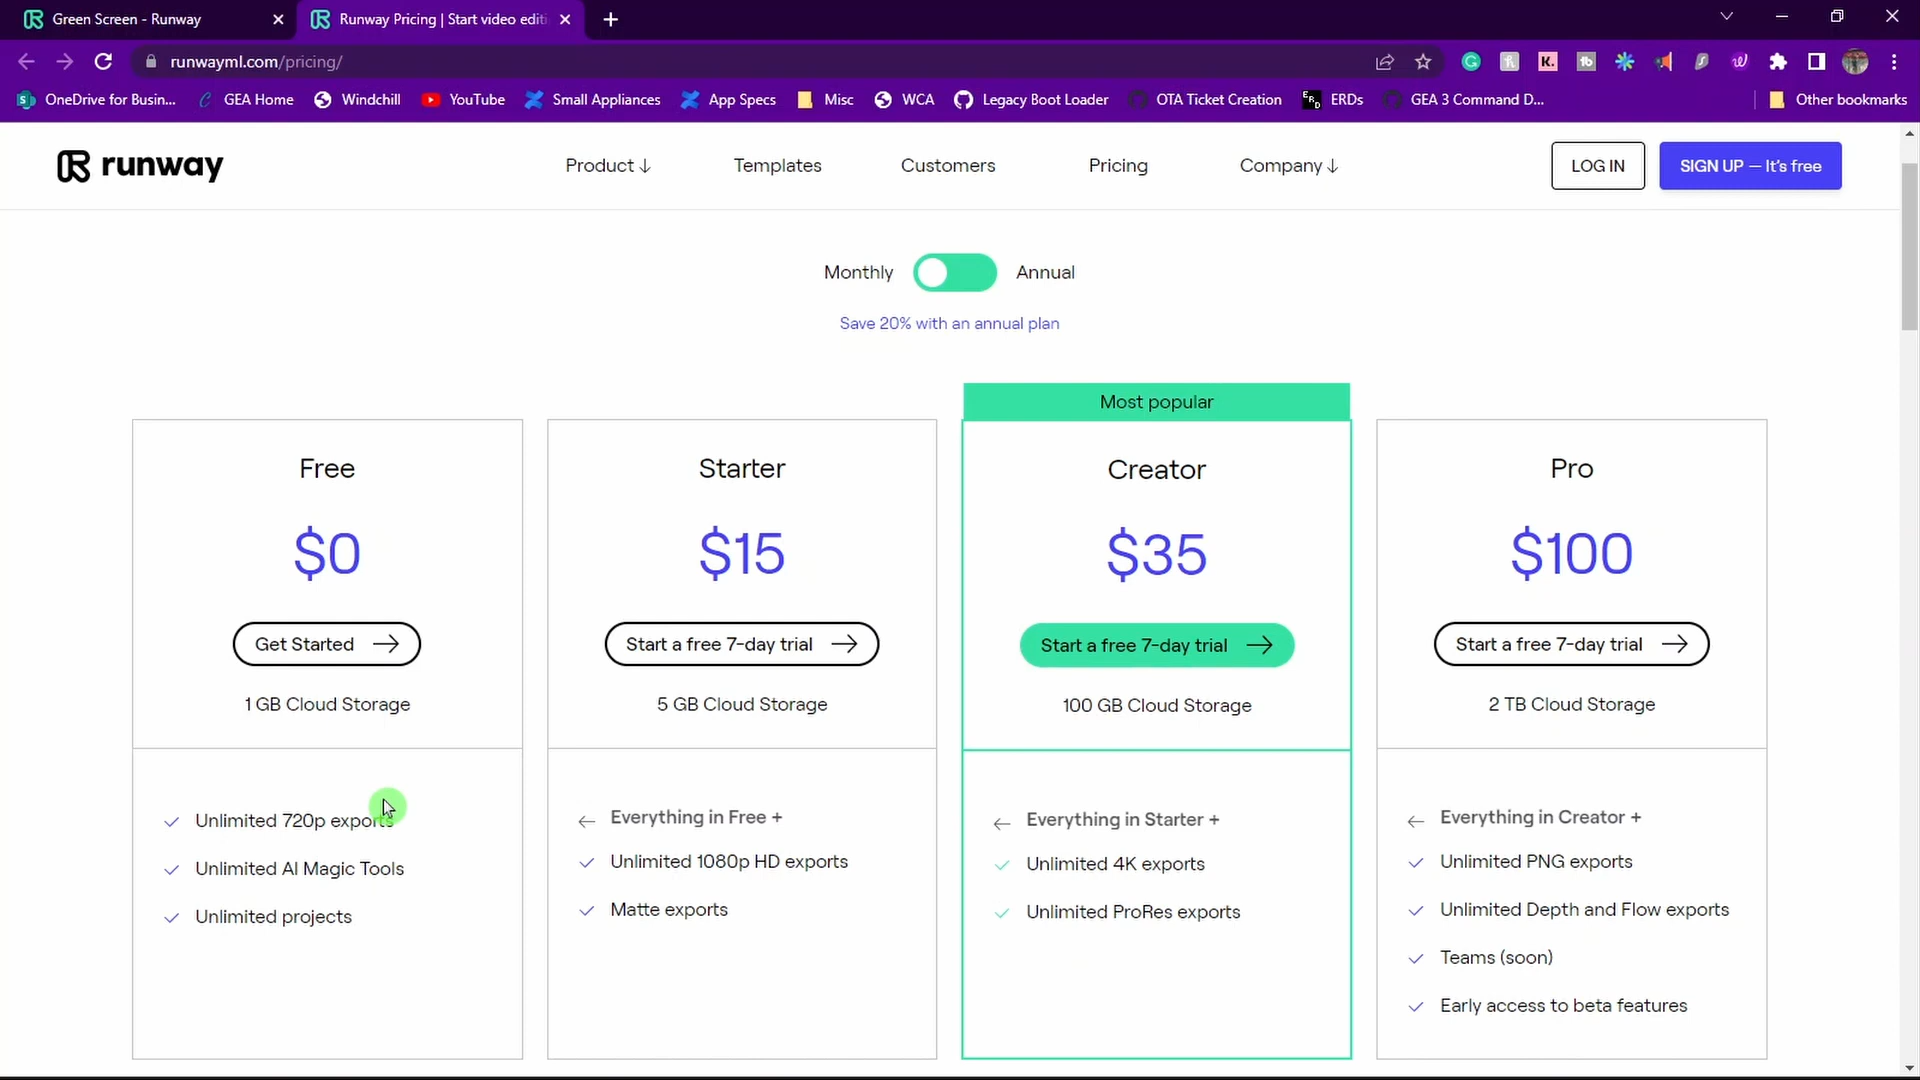 Green Screen - Runway
Runway Pricing | Start video editi
runwayml.com/pricing/
OneDrive for Busin...
GEA Home
Windchill
YouTube
Small Appliances
App Specs
Misc
WCA
Legacy Boot Loader
OTA Ticket Creation
ERDs
GEA 3 Command D...
Other bookmarks
runway
Product ↓
Templates
Customers
Pricing
Company ↓
LOG IN
SIGN UP — It's free
Monthly
Annual
Save 20% with an annual plan
Free
$0
Get Started →
1 GB Cloud Storage
Unlimited 720p exports
Unlimited AI Magic Tools
Unlimited projects
Starter
$15
Start a free 7-day trial →
5 GB Cloud Storage
← Everything in Free +
Unlimited 1080p HD exports
Matte exports
Most popular
Creator
$35
Start a free 7-day trial →
100 GB Cloud Storage
← Everything in Starter +
Unlimited 4K exports
Unlimited ProRes exports
Pro
$100
Start a free 7-day trial →
2 TB Cloud Storage
← Everything in Creator +
Unlimited PNG exports
Unlimited Depth and Flow exports
Teams (soon)
Early access to beta features